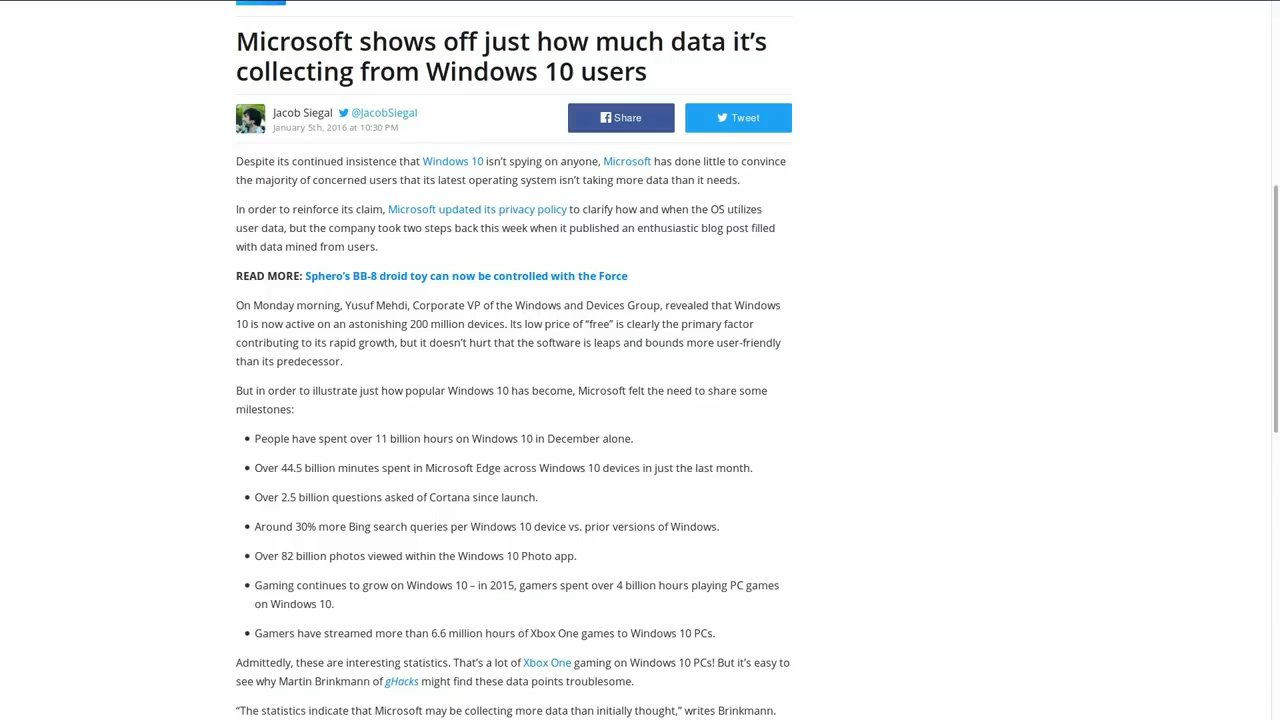 Microsoft shows off just how much data it’s
collecting from Windows 10 users
Jacob Siegal @JacobSiegal
January 5th, 2016 at 10:30 PM
Share
Tweet
Despite its continued insistence that Windows 10 isn’t spying on anyone, Microsoft has done little to convince
the majority of concerned users that its latest operating system isn’t taking more data than it needs.
In order to reinforce its claim, Microsoft updated its privacy policy to clarify how and when the OS utilizes
user data, but the company took two steps back this week when it published an enthusiastic blog post filled
with data mined from users.
READ MORE: Sphero’s BB-8 droid toy can now be controlled with the Force
On Monday morning, Yusuf Mehdi, Corporate VP of the Windows and Devices Group, revealed that Windows
10 is now active on an astonishing 200 million devices. Its low price of “free” is clearly the primary factor
contributing to its rapid growth, but it doesn’t hurt that the software is leaps and bounds more user-friendly
than its predecessor.
But in order to illustrate just how popular Windows 10 has become, Microsoft felt the need to share some
milestones:
• People have spent over 11 billion hours on Windows 10 in December alone.
• Over 44.5 billion minutes spent in Microsoft Edge across Windows 10 devices in just the last month.
• Over 2.5 billion questions asked of Cortana since launch.
• Around 30% more Bing search queries per Windows 10 device vs. prior versions of Windows.
• Over 82 billion photos viewed within the Windows 10 Photo app.
• Gaming continues to grow on Windows 10 – in 2015, gamers spent over 4 billion hours playing PC games
on Windows 10.
• Gamers have streamed more than 6.6 million hours of Xbox One games to Windows 10 PCs.
Admittedly, these are interesting statistics. That’s a lot of Xbox One gaming on Windows 10 PCs! But it’s easy to
see why Martin Brinkmann of gHacks might find these data points troublesome.
“The statistics indicate that Microsoft may be collecting more data than initially thought,” writes Brinkmann.